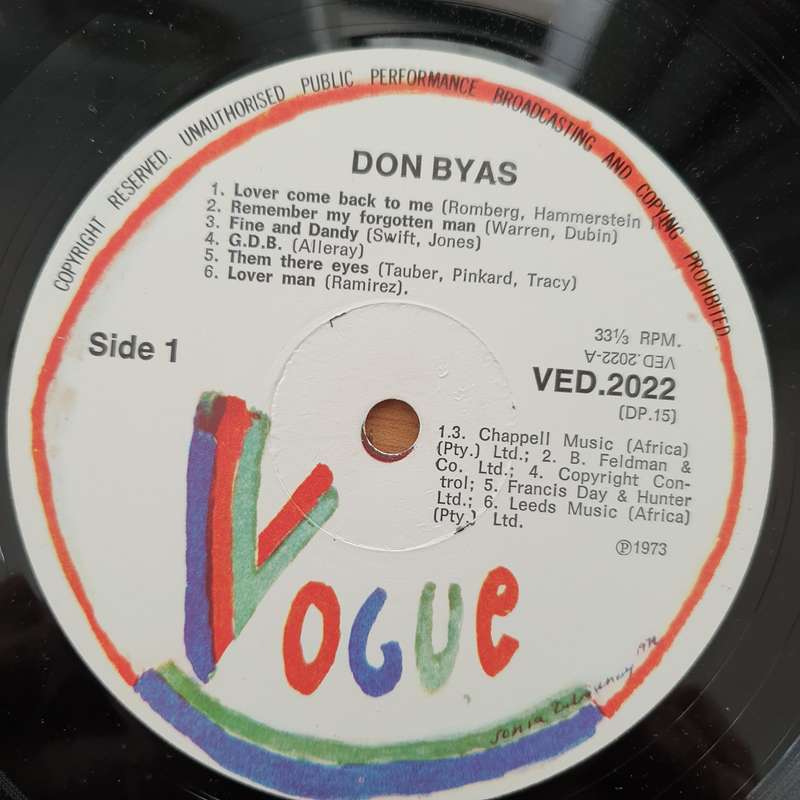 COPYRIGHT RESERVED. UNAUTHORISED PUBLIC PERFORMANCE BROADCASTING AND COPYING PROHIBITED
DON BYAS
1. Lover come back to me (Romberg, Hammerstein
2. Remember my forgotten man (Warren, Dubin)
3. Fine and Dandy (Swift, Jones)
4. G.D.B. (Alleray)
5. Them there eyes (Tauber, Pinkard, Tracy)
6. Lover man (Ramirez).
Side 1
33⅓ RPM.
VED.2022-A
VED.2022
(DP.15)
1.3. Chappell Music (Africa)
(Pty.) Ltd.; 2. B. Feldman &
Co. Ltd.; 4. Copyright Con-
trol; 5. Francis Day & Hunter
Ltd.; 6. Leeds Music (Africa)
(Pty.) Ltd.
℗1973
VOGUe
sonia